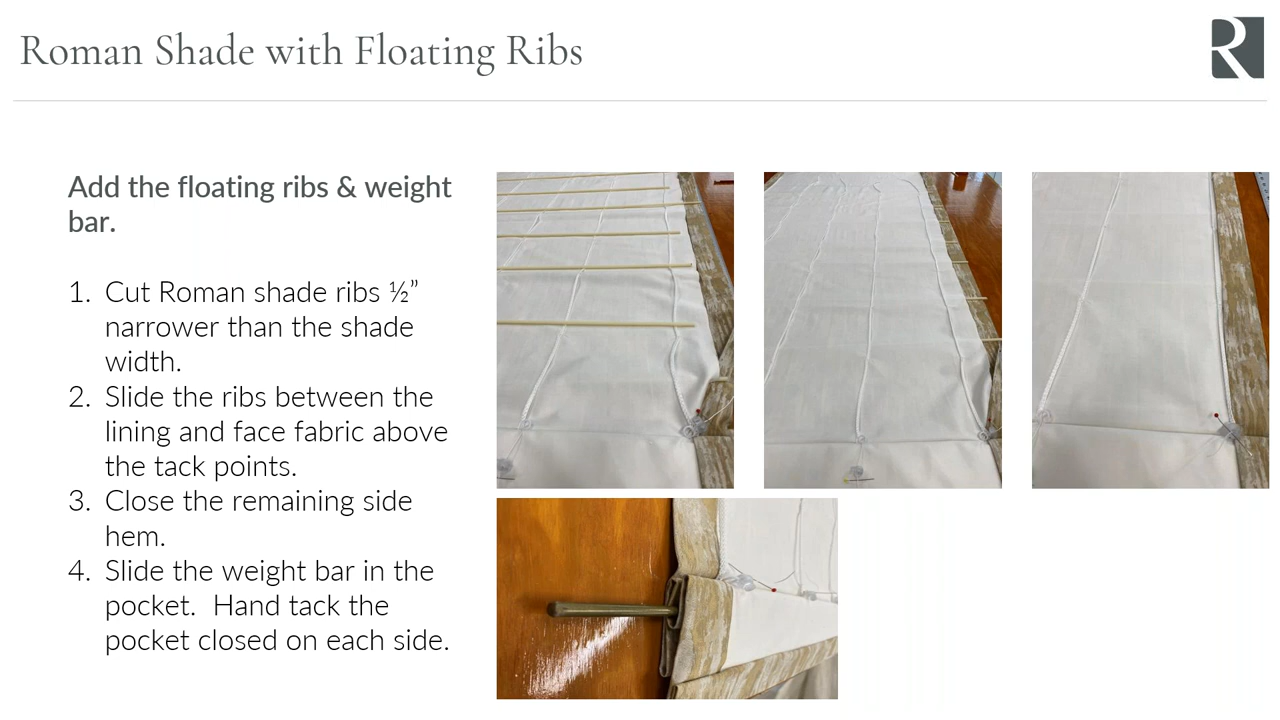 Roman Shade with Floating Ribs
R
Add the floating ribs & weight
bar.
1. Cut Roman shade ribs ½”
narrower than the shade
width.
2. Slide the ribs between the
lining and face fabric above
the tack points.
3. Close the remaining side
hem.
4. Slide the weight bar in the
pocket.  Hand tack the
pocket closed on each side.